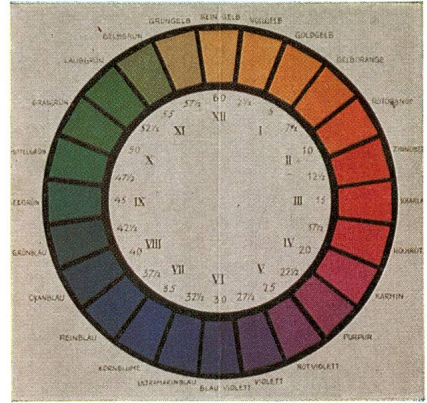 REIN GELB
VOLLGELB
GOLDGELB
GELBORANGE
ROTORANGE
ZINNOBER
HOCHROT
KARMIN
PURPUR
ROTVIOLETT
VIOLETT
BLAU VIOLETT
ULTRAMARINBLAU
KORNBLUME
REINBLAU
CYANBLAU
GRÜNBLAU
GRASGRÜN
LAUBGRÜN
GELBGRÜN
GRÜNGELB
60
2½
5
7½
10
12½
15
17½
20
22½
25
27½
30
32½
35
37½
40
42½
45
47½
50
52½
55
57½
XII
I
II
III
IV
V
VI
VII
VIII
IX
X
XI